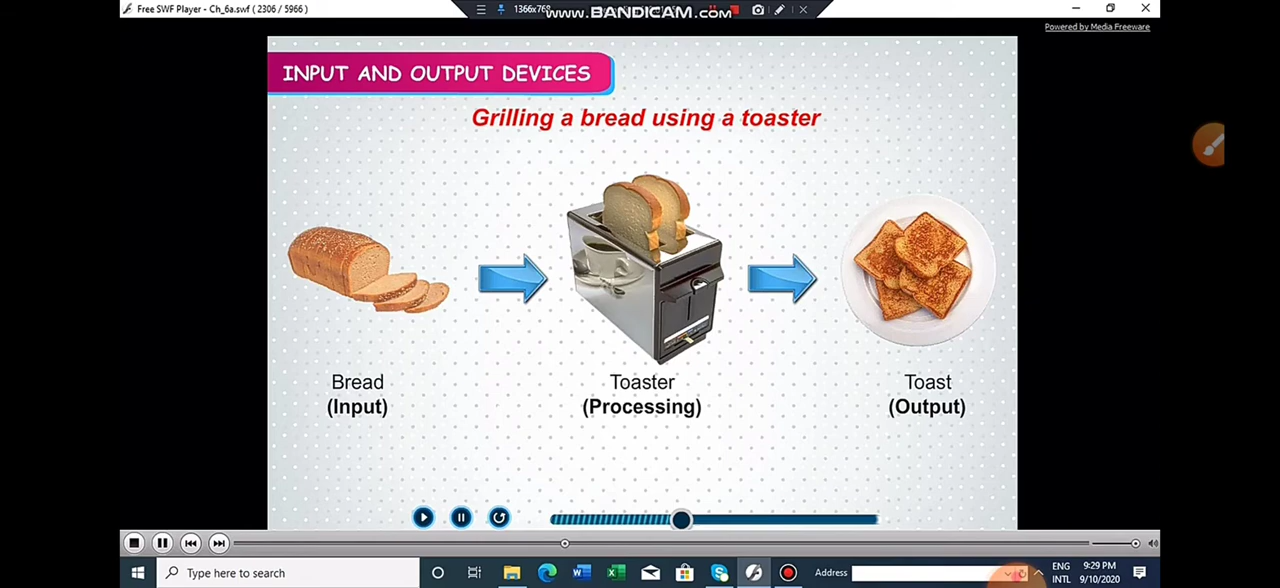 Free SWF Player - Ch_6a.swf ( 2306 / 5966 )
1366x768
www.BANDICAM.com
Powered by Media Freeware
INPUT AND OUTPUT DEVICES
Grilling a bread using a toaster
Bread
(Input)
Toaster
(Processing)
Toast
(Output)
Type here to search
Address
ENG
INTL
9:29 PM
9/10/2020